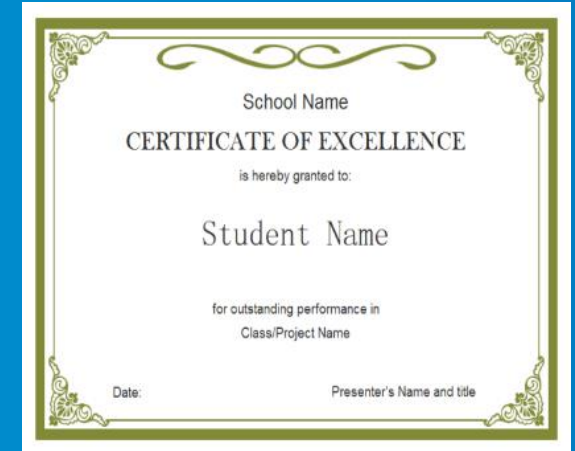 School Name
CERTIFICATE OF EXCELLENCE
is hereby granted to:
Student Name
for outstanding performance in
Class/Project Name
Date: Presenter's Name and title